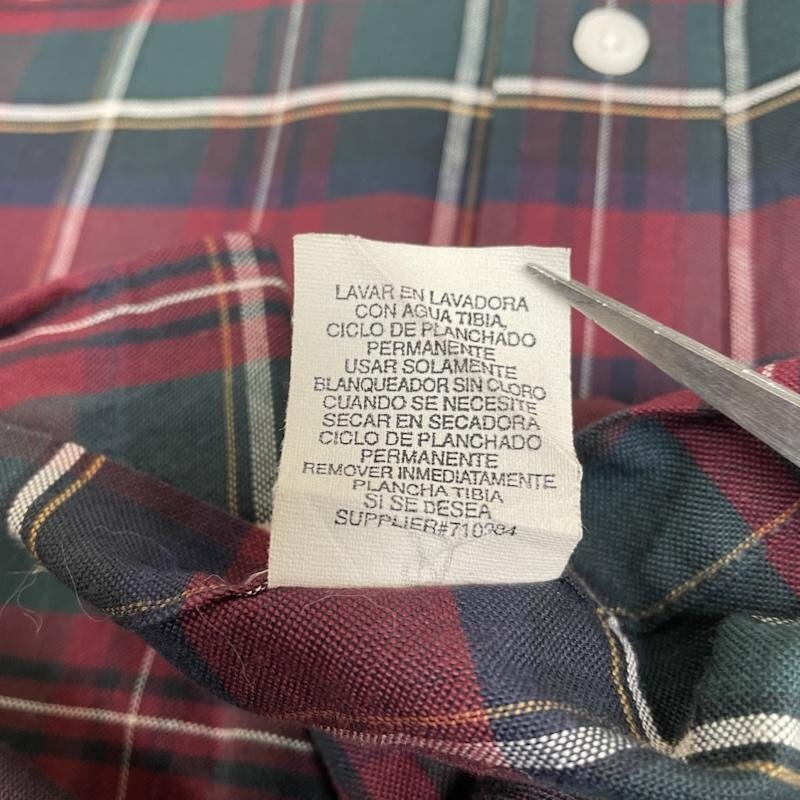 LAVAR EN LAVADORA
CON AGUA TIBIA,
CICLO DE PLANCHADO
PERMANENTE
USAR SOLAMENTE
BLANQUEADOR SIN CLORO
CUANDO SE NECESITE
SECAR EN SECADORA
CICLO DE PLANCHADO
PERMANENTE
REMOVER INMEDIATAMENTE
PLANCHA TIBIA
SI SE DESEA